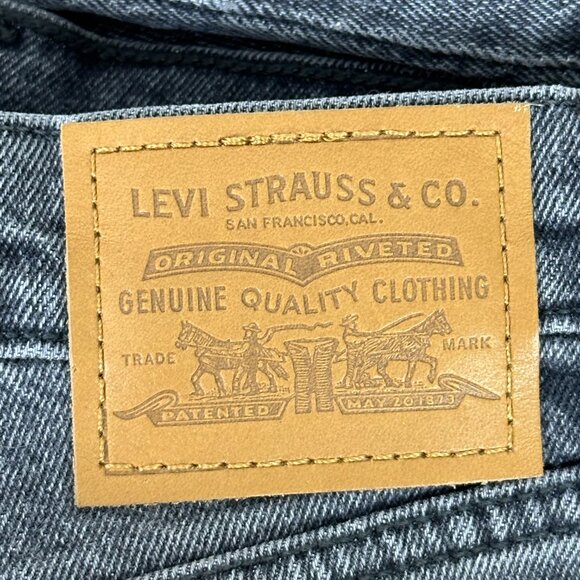 LEVI STRAUSS & CO.
SAN FRANCISCO, CAL.
ORIGINAL RIVETED
GENUINE QUALITY CLOTHING
TRADE MARK
PATENTED MAY 20 1873